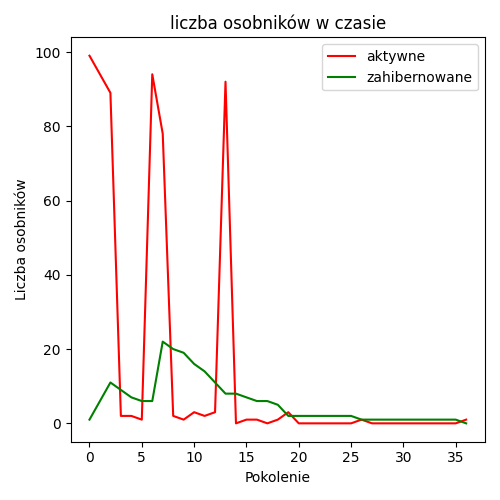 liczba osobników w czasie
aktywne
zahibernowane
Liczba osobników
100
80
60
40
20
0
0 5 10 15 20 25 30 35
Pokolenie